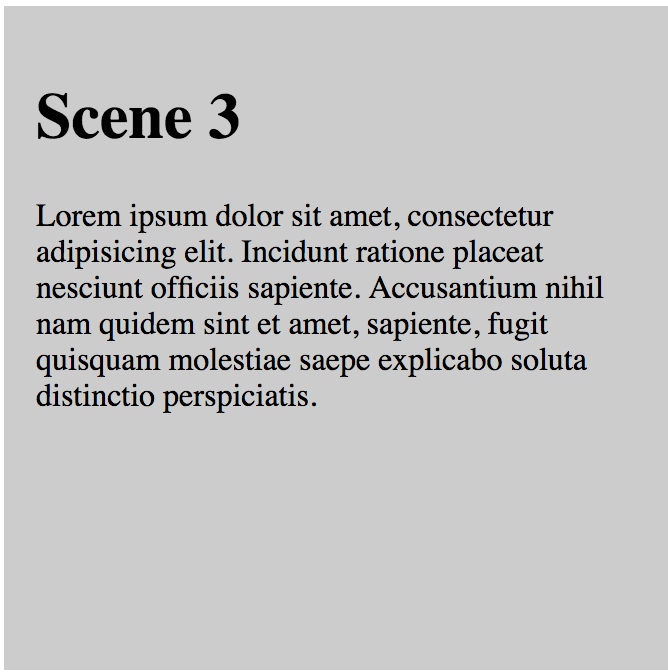 Scene 3
Lorem ipsum dolor sit amet, consectetur
adipisicing elit. Incidunt ratione placeat
nesciunt officiis sapiente. Accusantium nihil
nam quidem sint et amet, sapiente, fugit
quisquam molestiae saepe explicabo soluta
distinctio perspiciatis.